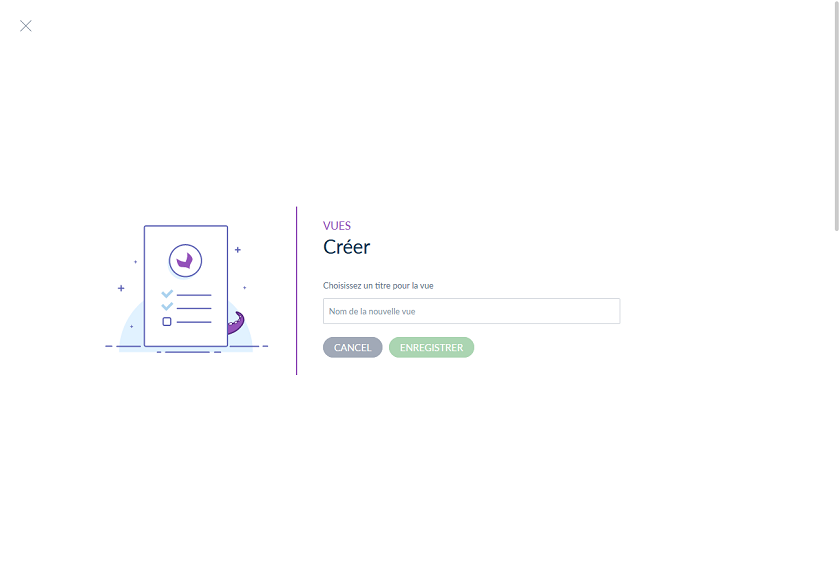 VUES
Créer
Choisissez un titre pour la vue
Nom de la nouvelle vue
CANCEL ENREGISTRER